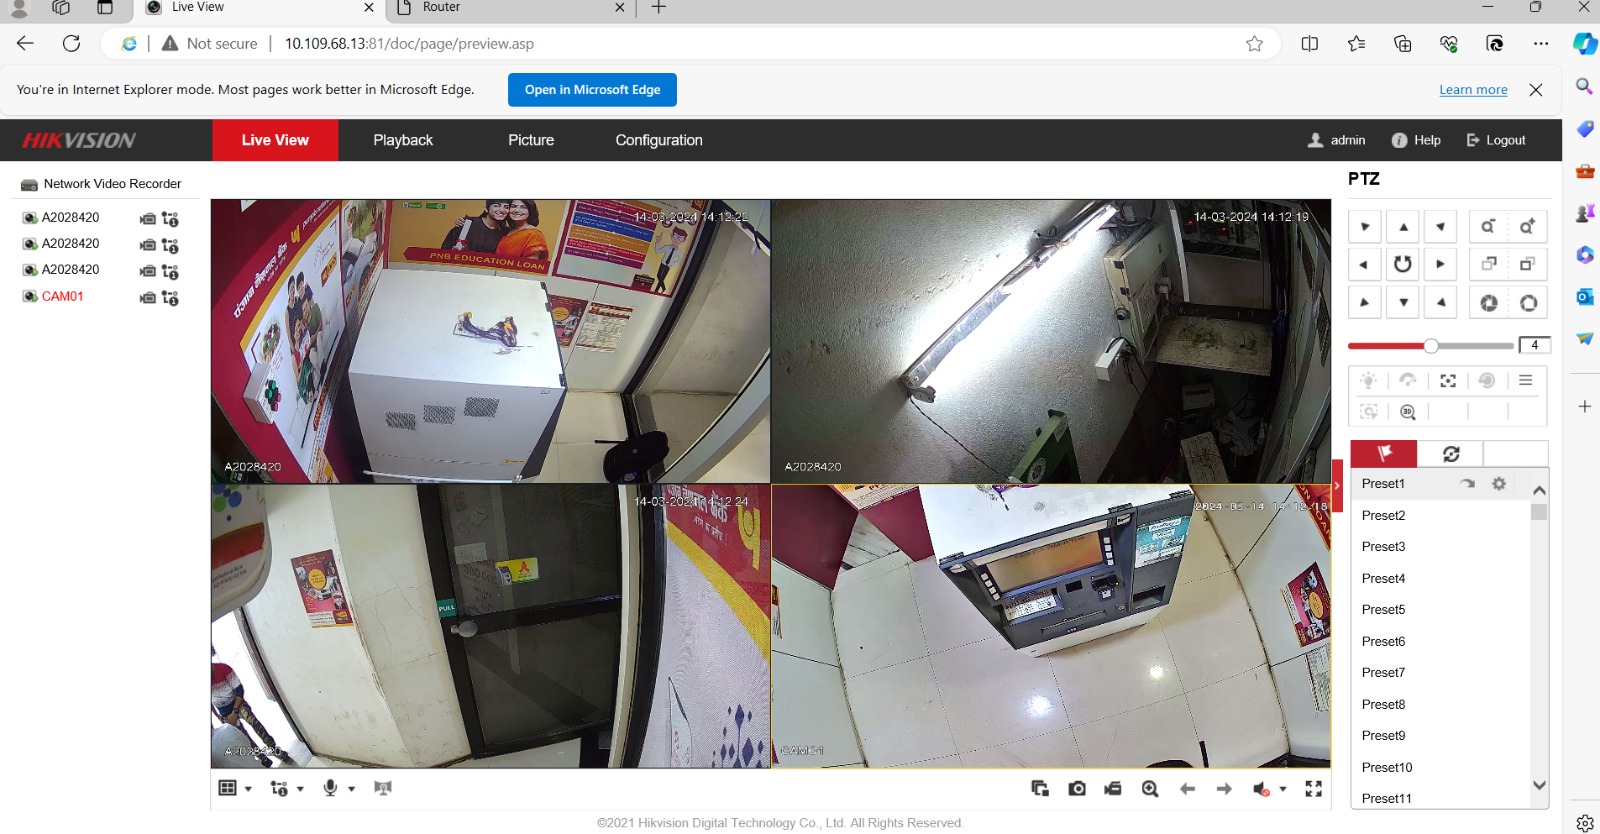 Live View
Router
Not secure
10.109.68.13:81/doc/page/preview.asp
You're in Internet Explorer mode. Most pages work better in Microsoft Edge.
Open in Microsoft Edge
Learn more
HIKVISION
Live View
Playback
Picture
Configuration
admin
Help
Logout
Network Video Recorder
A2028420
A2028420
A2028420
CAM01
14-03-2024 14:12:22
PNB EDUCATION LOAN
A2028420
14-03-2024 14:12:19
A2028420
14-03-2024 14:12:24
PULL
A2028420
2024-03-14 14:12:18
CAM01
PTZ
4
3D
Preset1
Preset2
Preset3
Preset4
Preset5
Preset6
Preset7
Preset8
Preset9
Preset10
Preset11
©2021 Hikvision Digital Technology Co., Ltd. All Rights Reserved.